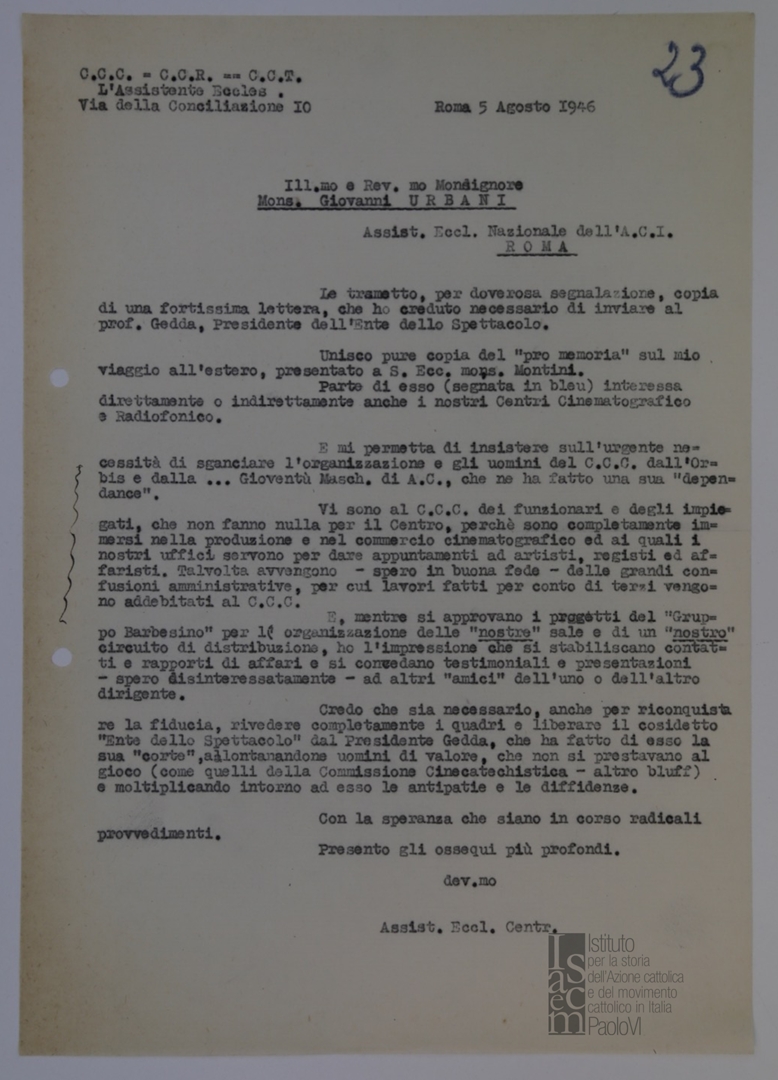 23
C.C.C. = C.C.R. == C.C.T.
L'Assistente Eccles .
Via della Conciliazione IO
Roma 5 Agosto I946
Ill.mo e Rev. mo Monsignore
Mons. Giovanni U R B A N I
Assist. Eccl. Nazionale dell'A.C.I.
R O M A
Le trametto, per doverosa segnalazione, copia
di una fortissima lettera, che ho creduto necessario di inviare al
prof. Gedda, Presidente dell'Ente dello Spettacolo.
Unisco pure copia del "pro memoria" sul mio
viaggio all'estero, presentato a S. Ecc. mons. Montini.
Parte di esso (segnata in bleu) interessa
direttamente o indirettamente anche i nostri Centri Cinematografico
e Radiofonico.
E mi permetta di insistere sull'urgente ne=
cessità di sganciare l'organizzazione e gli uomini del C.C.C. dall'Or=
bis e dalla ... Gioventù Masch. di A.C., che ne ha fatto una sua "depen=
dance".
Vi sono al C.C.C. dei funzionari e degli impie=
gati, che non fanno nulla per il Centro, perchè sono completamente im=
mersi nella produzione e nel commercio cinematografico ed ai quali i
nostri uffici servono per dare appuntamenti ad artisti, registi ed af=
faristi. Talvolta avvengono - spero in buona fede - delle grandi con=
fusioni amministrative, per cui lavori fatti per conto di terzi vengo=
no addebitati al C.C.C.
E, mentre si approvano i progetti del "Grup=
po Barbesino" per l( organizzazione delle "nostre" sale e di un "nostro"
circuito di distribuzione, ho l'impressione che si stabiliscano contat=
ti e rapporti di affari e si concedano testimoniali e presentazioni
- spero disinteressatamente - ad altri "amici" dell'uno o dell'altro
dirigente.
Credo che sia necessario, anche per riconquista
re la fiducia, rivedere completamente i quadri e liberare il cosidetto
"Ente dello Spettacolo" dal Presidente Gedda, che ha fatto di esso la
sua "corte",allontanandone uomini di valore, che non si prestavano al
gioco (come quelli della Commissione Cinecatechistica - altro bluff)
e moltiplicando intorno ad esso le antipatie e le diffidenze.
Con la speranza che siano in corso radicali
provvedimenti.
Presento gli ossequi più profondi.
dev.mo
Assist. Eccl. Centr.
Isacem
Istituto
per la storia
dell'Azione cattolica
e del movimento
cattolico in Italia
PaoloVI